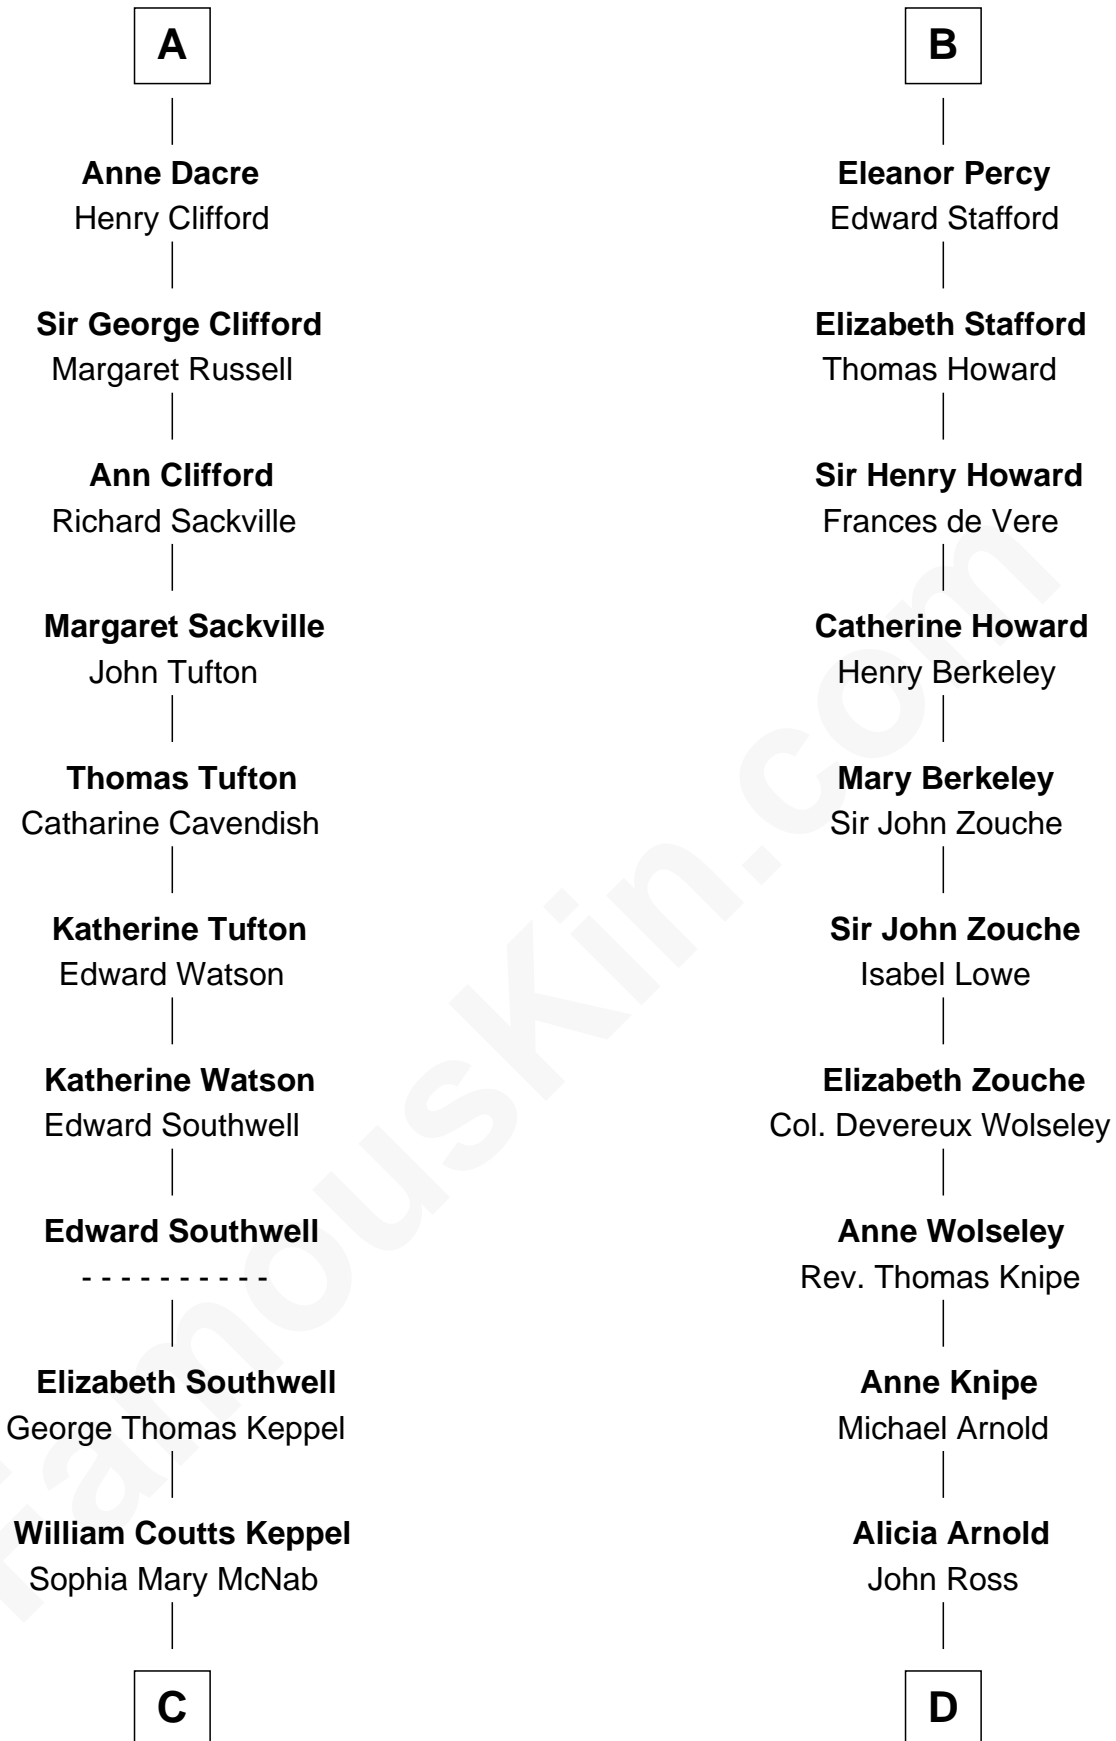 A
Anne Dacre
Henry Clifford
Sir George Clifford
Margaret Russell
Ann Clifford
Richard Sackville
Margaret Sackville
John Tufton
Thomas Tufton
Catharine Cavendish
Katherine Tufton
Edward Watson
Katherine Watson
Edward Southwell
Edward Southwell
- - - - - - - - - -
Elizabeth Southwell
George Thomas Keppel
William Coutts Keppel
Sophia Mary McNab
C
B
Eleanor Percy
Edward Stafford
Elizabeth Stafford
Thomas Howard
Sir Henry Howard
Frances de Vere
Catherine Howard
Henry Berkeley
Mary Berkeley
Sir John Zouche
Sir John Zouche
Isabel Lowe
Elizabeth Zouche
Col. Devereux Wolseley
Anne Wolseley
Rev. Thomas Knipe
Anne Knipe
Michael Arnold
Alicia Arnold
John Ross
D
FamousKin.com